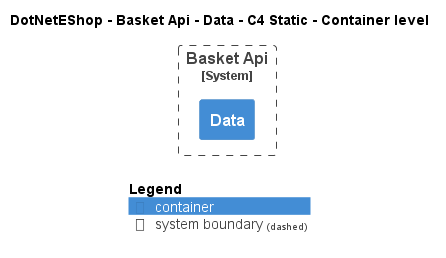 DotNetEShop - Basket Api - Data - C4 Static - Container level
Basket Api
[System]
Data
Legend
container
system boundary (dashed)